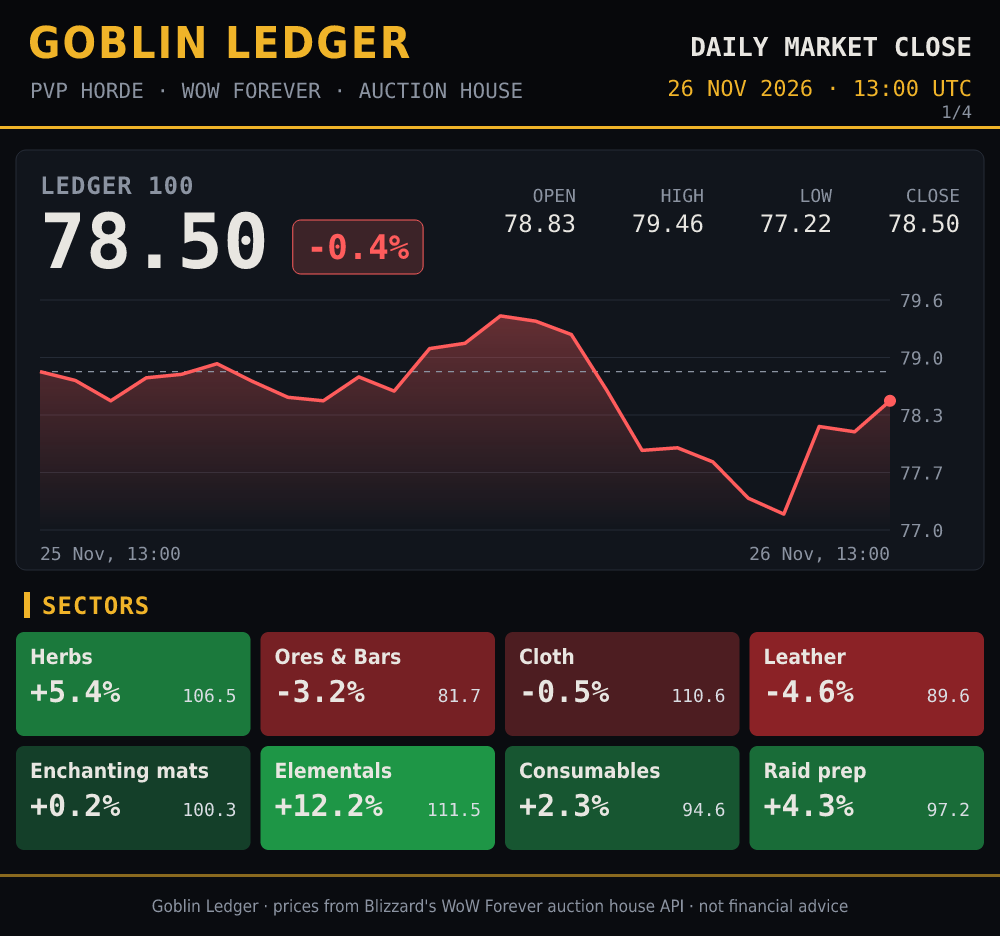 GOBLIN LEDGER
PVP HORDE · WOW FOREVER · AUCTION HOUSE
DAILY MARKET CLOSE
26 NOV 2026 · 13:00 UTC
1/4
LEDGER 100
78.50 -0.4%
OPEN HIGH LOW CLOSE
78.83 79.46 77.22 78.50
79.6
79.0
78.3
77.7
77.0
25 Nov, 13:00 26 Nov, 13:00
SECTORS
Herbs
+5.4% 106.5
Ores & Bars
-3.2% 81.7
Cloth
-0.5% 110.6
Leather
-4.6% 89.6
Enchanting mats
+0.2% 100.3
Elementals
+12.2% 111.5
Consumables
+2.3% 94.6
Raid prep
+4.3% 97.2
Goblin Ledger · prices from Blizzard's WoW Forever auction house API · not financial advice